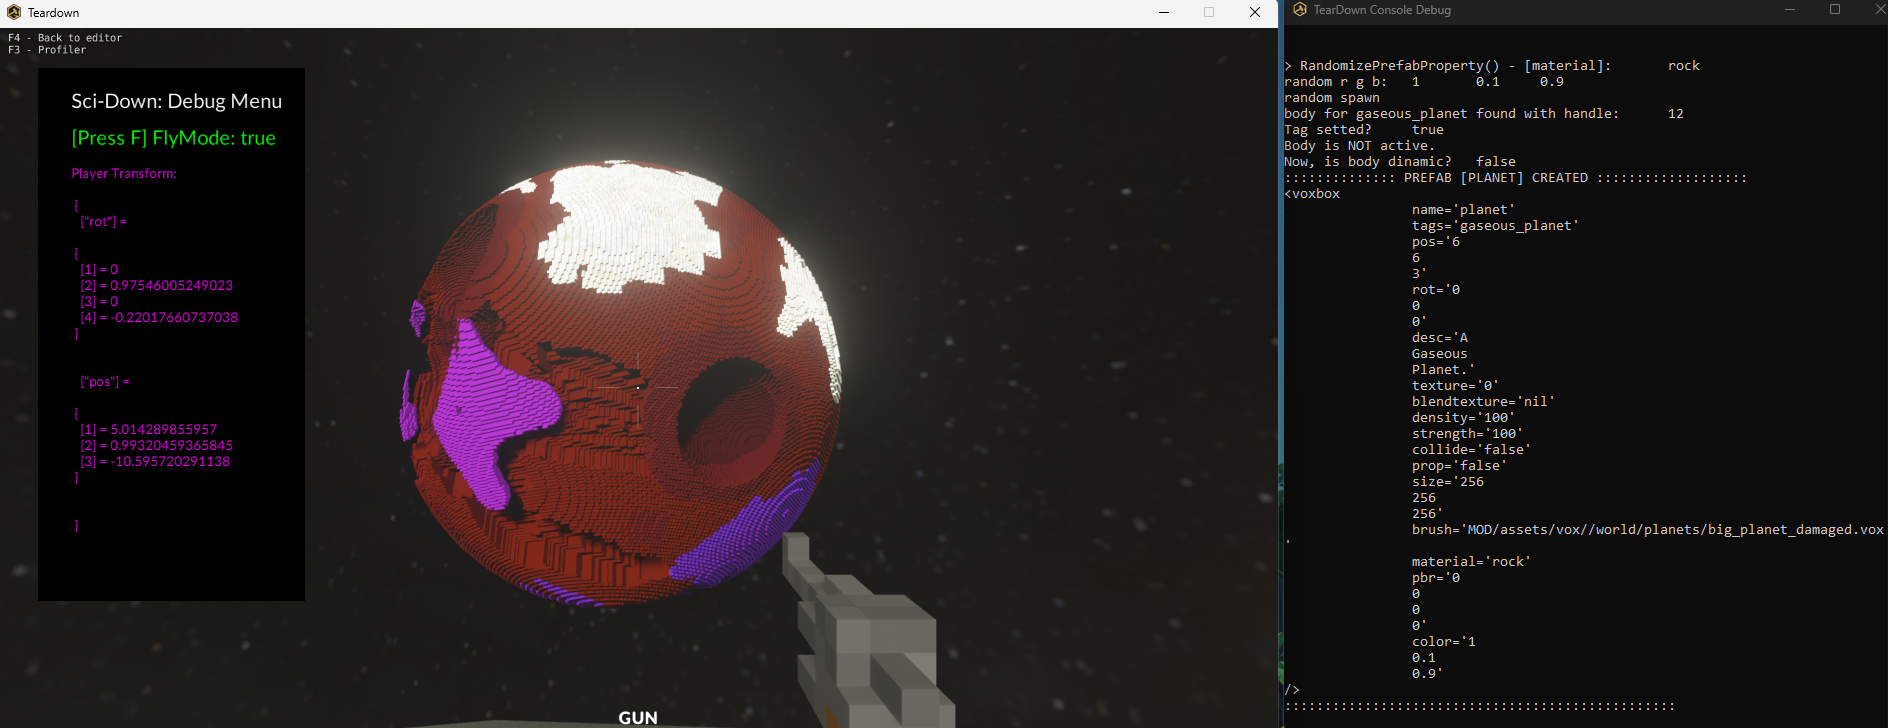 Teardown
F4 - Back to editor
F3 - Profiler
Sci-Down: Debug Menu
[Press F] FlyMode: true
Player Transform:
{
["rot"] =
{
[1] = 0
[2] = 0.97546005249023
[3] = 0
[4] = -0.22017660737038
}
["pos"] =
{
[1] = 5.014289855957
[2] = 0.99320459365845
[3] = -10.595720291138
}
}
GUN
TearDown Console Debug
> RandomizePrefabProperty() - [material]: rock
random r g b: 1 0.1 0.9
random spawn
body for gaseous_planet found with handle: 12
Tag setted? true
Body is NOT active.
Now, is body dinamic? false
:::::::::::::: PREFAB [PLANET] CREATED :::::::::::::::::::
<voxbox
name='planet'
tags='gaseous_planet'
pos='6
6
3'
rot='0
0
0'
desc='A
Gaseous
Planet.'
texture='0'
blendtexture='nil'
density='100'
strength='100'
collide='false'
prop='false'
size='256
256
256'
brush='MOD/assets/vox//world/planets/big_planet_damaged.vox
'
material='rock'
pbr='0
0
0
0'
color='1
0.1
0.9'
/>
:::::::::::::::::::::::::::::::::::::::::::::::::